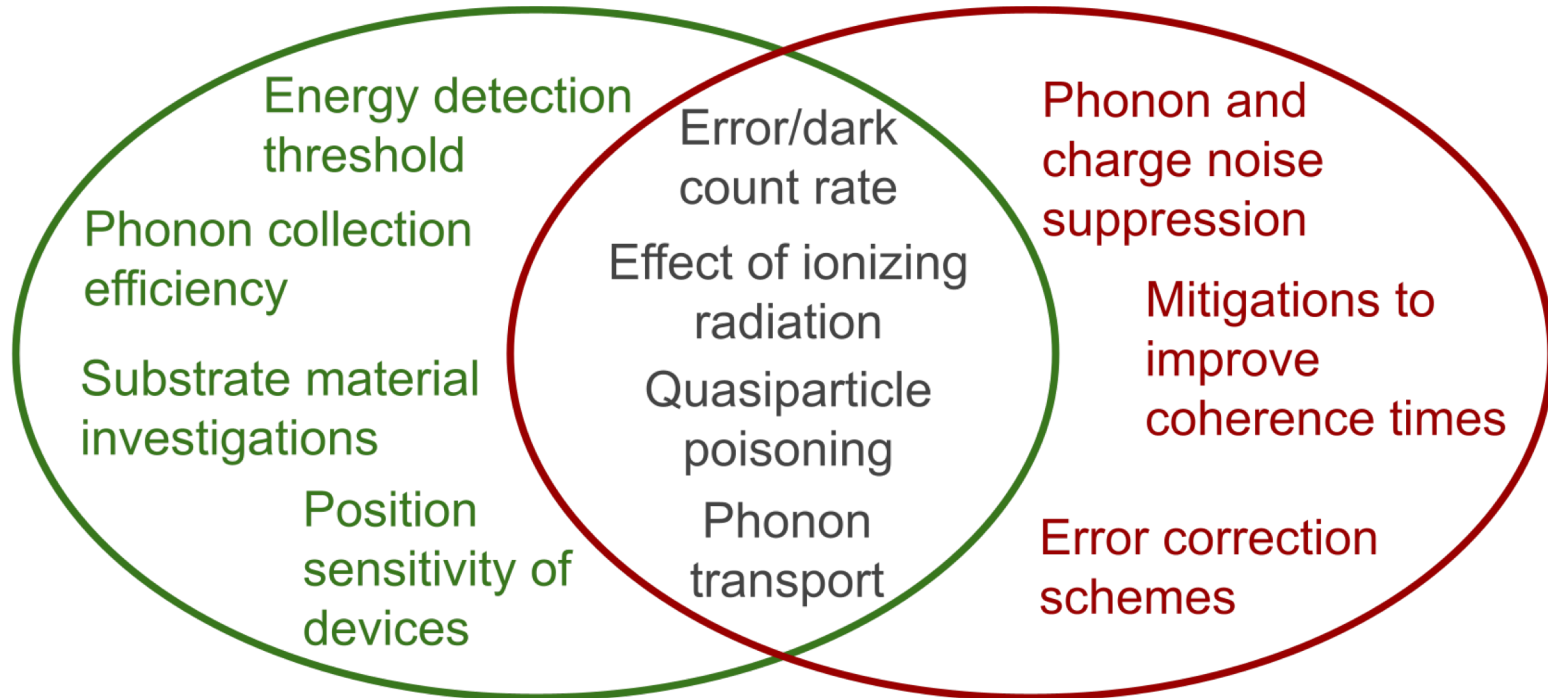 Energy detection
threshold
Phonon collection
efficiency
Substrate material
investigations
Position
sensitivity of
devices
Error/dark
count rate
Effect of ionizing
radiation
Quasiparticle
poisoning
Phonon
transport
Phonon and
charge noise
suppression
Mitigations to
improve
coherence times
Error correction
schemes